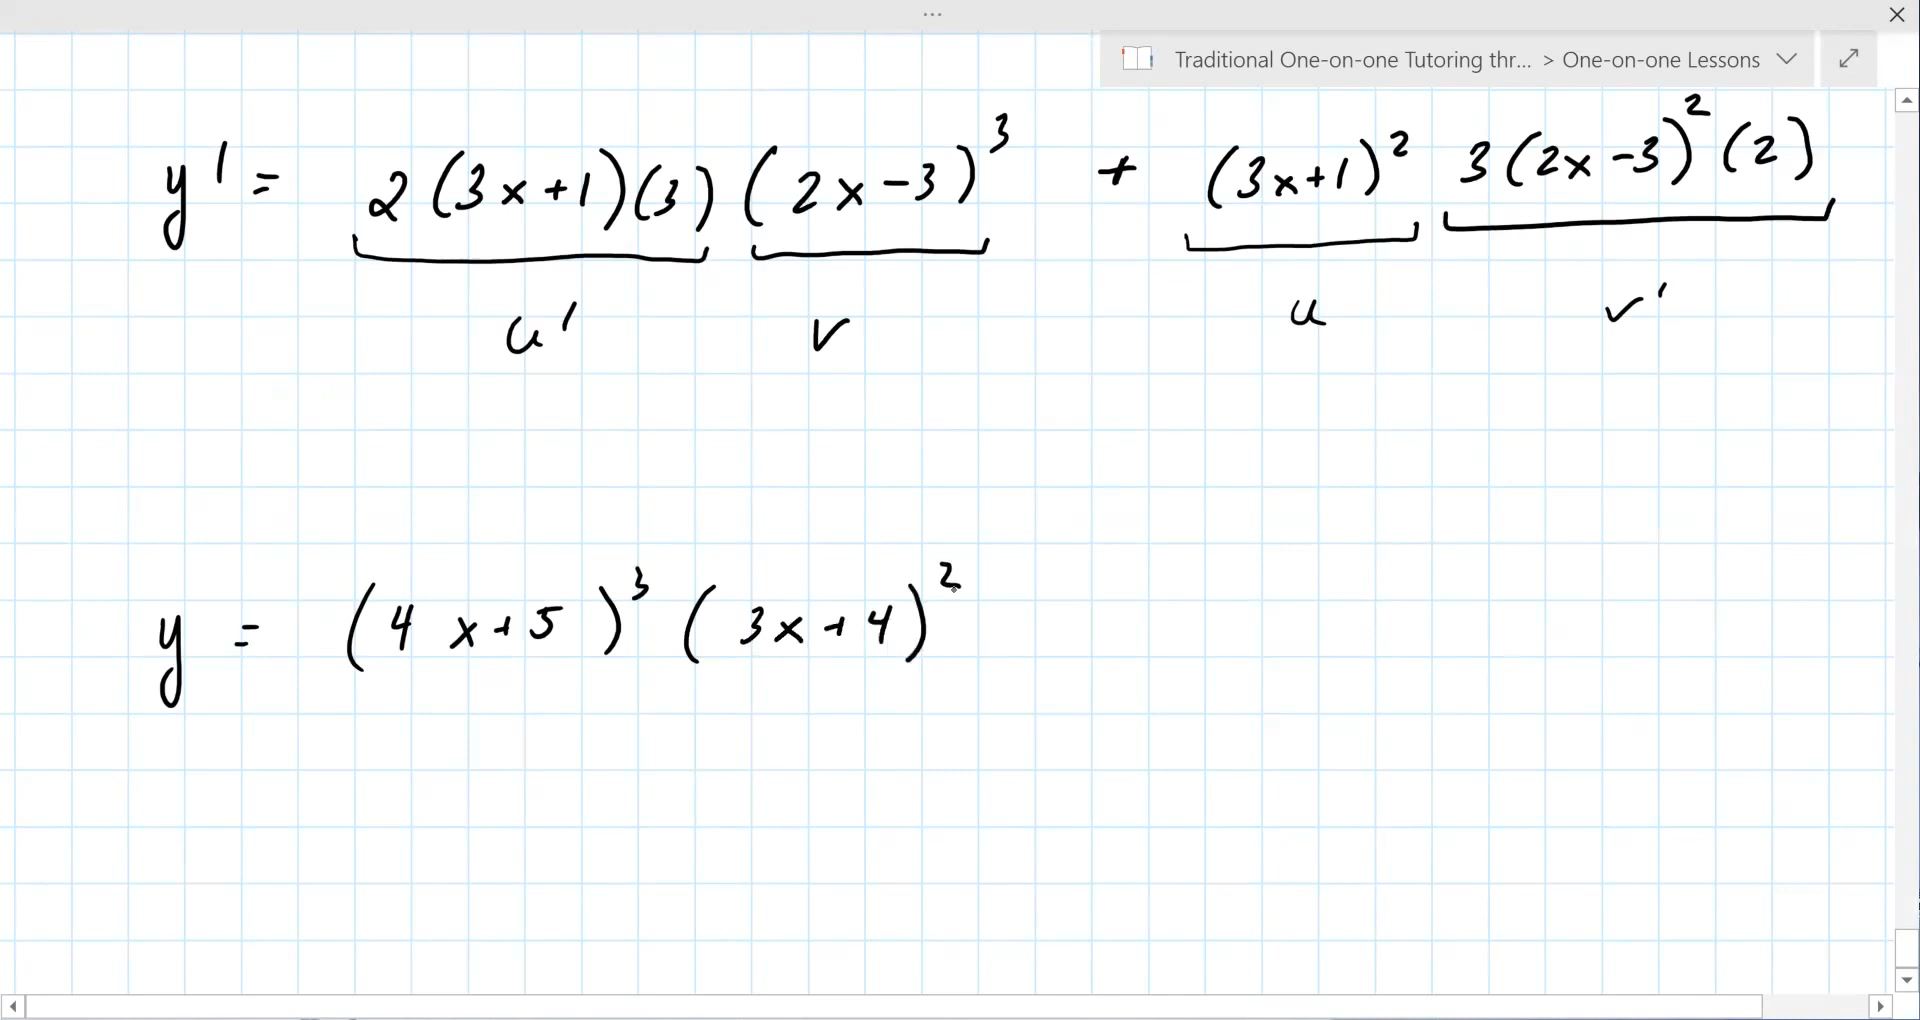 ...
Traditional One-on-one Tutoring thr... > One-on-one Lessons
y' = 2(3x+1)(3)(2x-3)³ + (3x+1)² 3(2x-3)²(2)
u' v u v'
y = (4x+5)³(3x+4)²